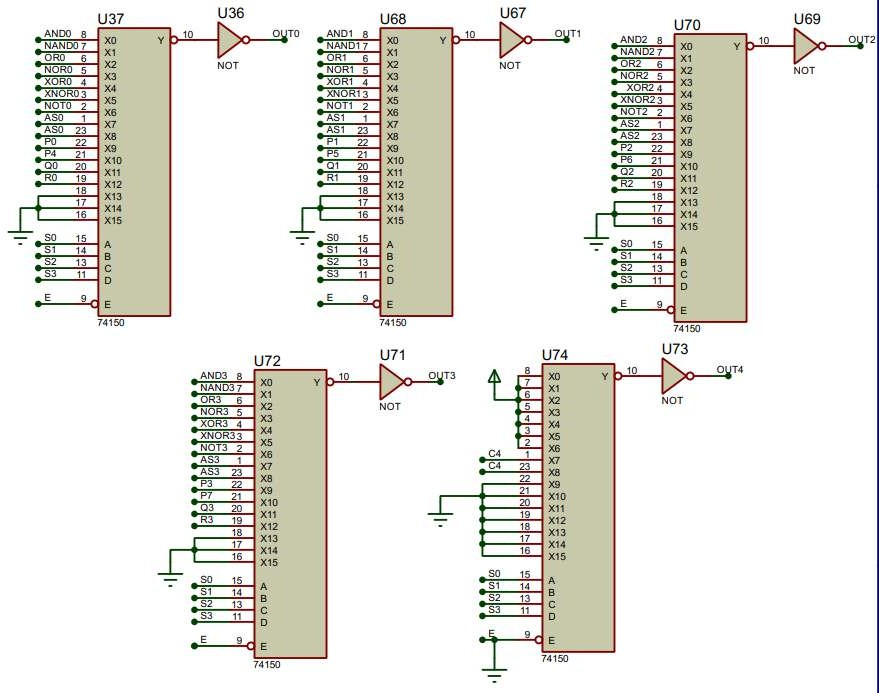 U37
U36
AND0 8 X0 Y 10 OUT0
NAND0 7 X1
OR0 6 X2
NOR0 5 X3 NOT
XOR0 4 X4
XNOR0 3 X5
NOT0 2 X6
AS0 1 X7
AS0 23 X8
P0 22 X9
P4 21 X10
Q0 20 X11
R0 19 X12
18 X13
17 X14
16 X15
S0 15 A
S1 14 B
S2 13 C
S3 11 D
E 9 E
74150
U68
U67
AND1 8 X0 Y 10 OUT1
NAND1 7 X1
OR1 6 X2
NOR1 5 X3 NOT
XOR1 4 X4
XNOR1 3 X5
NOT1 2 X6
AS1 1 X7
AS1 23 X8
P1 22 X9
P5 21 X10
Q1 20 X11
R1 19 X12
18 X13
17 X14
16 X15
S0 15 A
S1 14 B
S2 13 C
S3 11 D
E 9 E
74150
U70
U69
AND2 8 X0 Y 10 OUT2
NAND2 7 X1
OR2 6 X2
NOR2 5 X3 NOT
XOR2 4 X4
XNOR2 3 X5
NOT2 2 X6
AS2 1 X7
AS2 23 X8
P2 22 X9
P6 21 X10
Q2 20 X11
R2 19 X12
18 X13
17 X14
16 X15
S0 15 A
S1 14 B
S2 13 C
S3 11 D
E 9 E
74150
U72
U71
AND3 8 X0 Y 10 OUT3
NAND3 7 X1
OR3 6 X2
NOR3 5 X3 NOT
XOR3 4 X4
XNOR3 3 X5
NOT3 2 X6
AS3 1 X7
AS3 23 X8
P3 22 X9
P7 21 X10
Q3 20 X11
R3 19 X12
18 X13
17 X14
16 X15
S0 15 A
S1 14 B
S2 13 C
S3 11 D
E 9 E
74150
U74
U73
8 X0 Y 10 OUT4
7 X1
6 X2
5 X3 NOT
4 X4
3 X5
2 X6
C4 1 X7
C4 23 X8
22 X9
21 X10
20 X11
19 X12
18 X13
17 X14
16 X15
S0 15 A
S1 14 B
S2 13 C
S3 11 D
E 9 E
74150